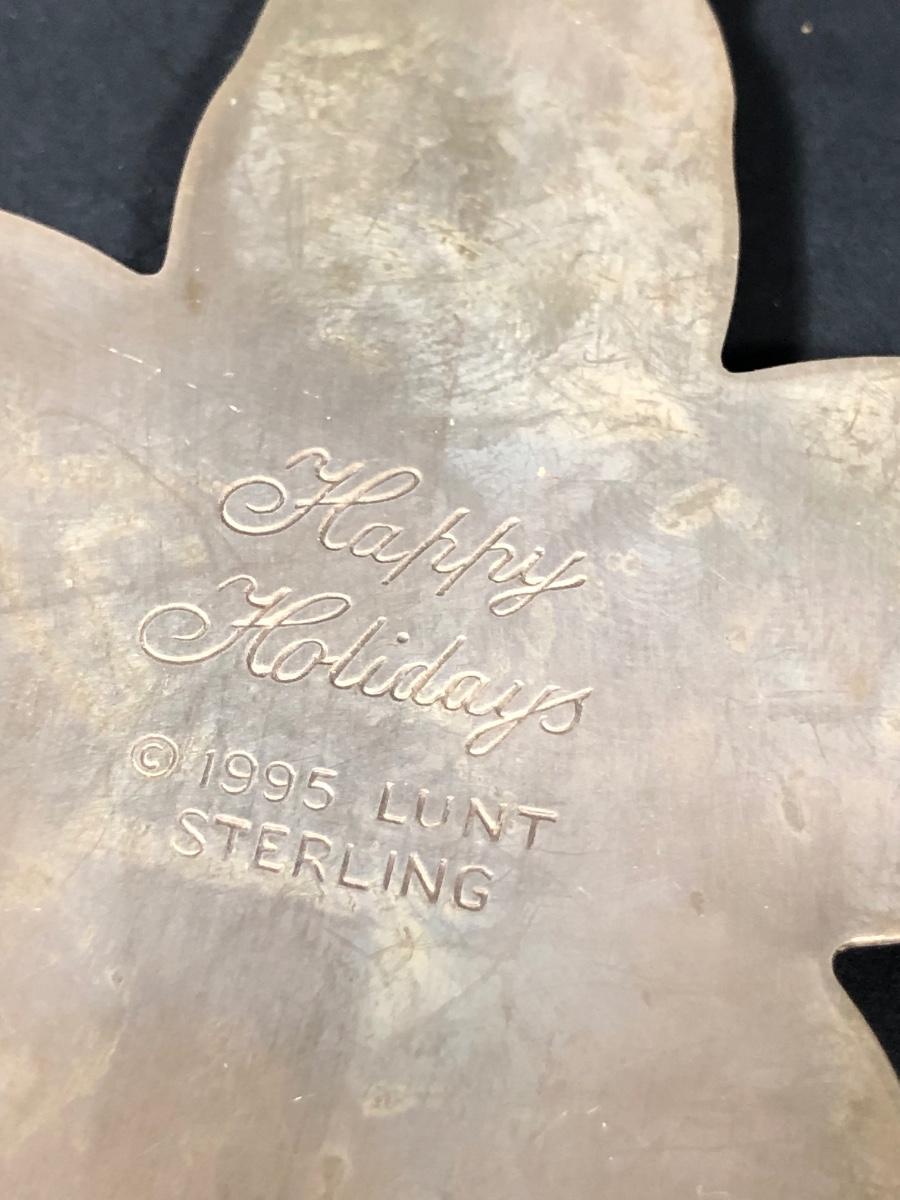 Happy
Holidays
© 1995 LUNT
STERLING